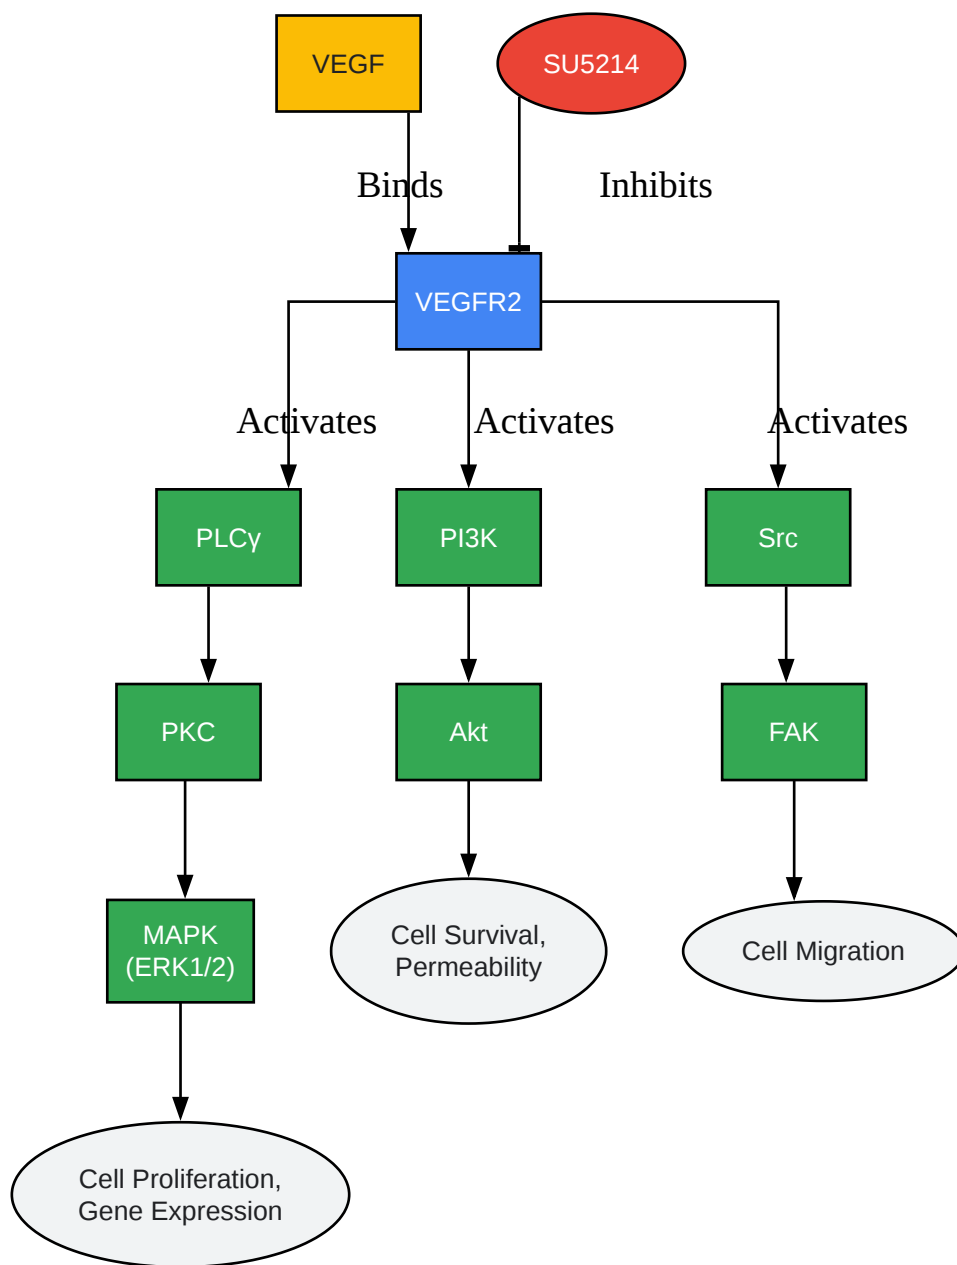 VEGF
SU5214
Binds
Inhibits
VEGFR2
Activates
Activates
Activates
PLCγ
PI3K
Src
PKC
Akt
FAK
MAPK
(ERK1/2)
Cell Survival,
Permeability
Cell Migration
Cell Proliferation,
Gene Expression